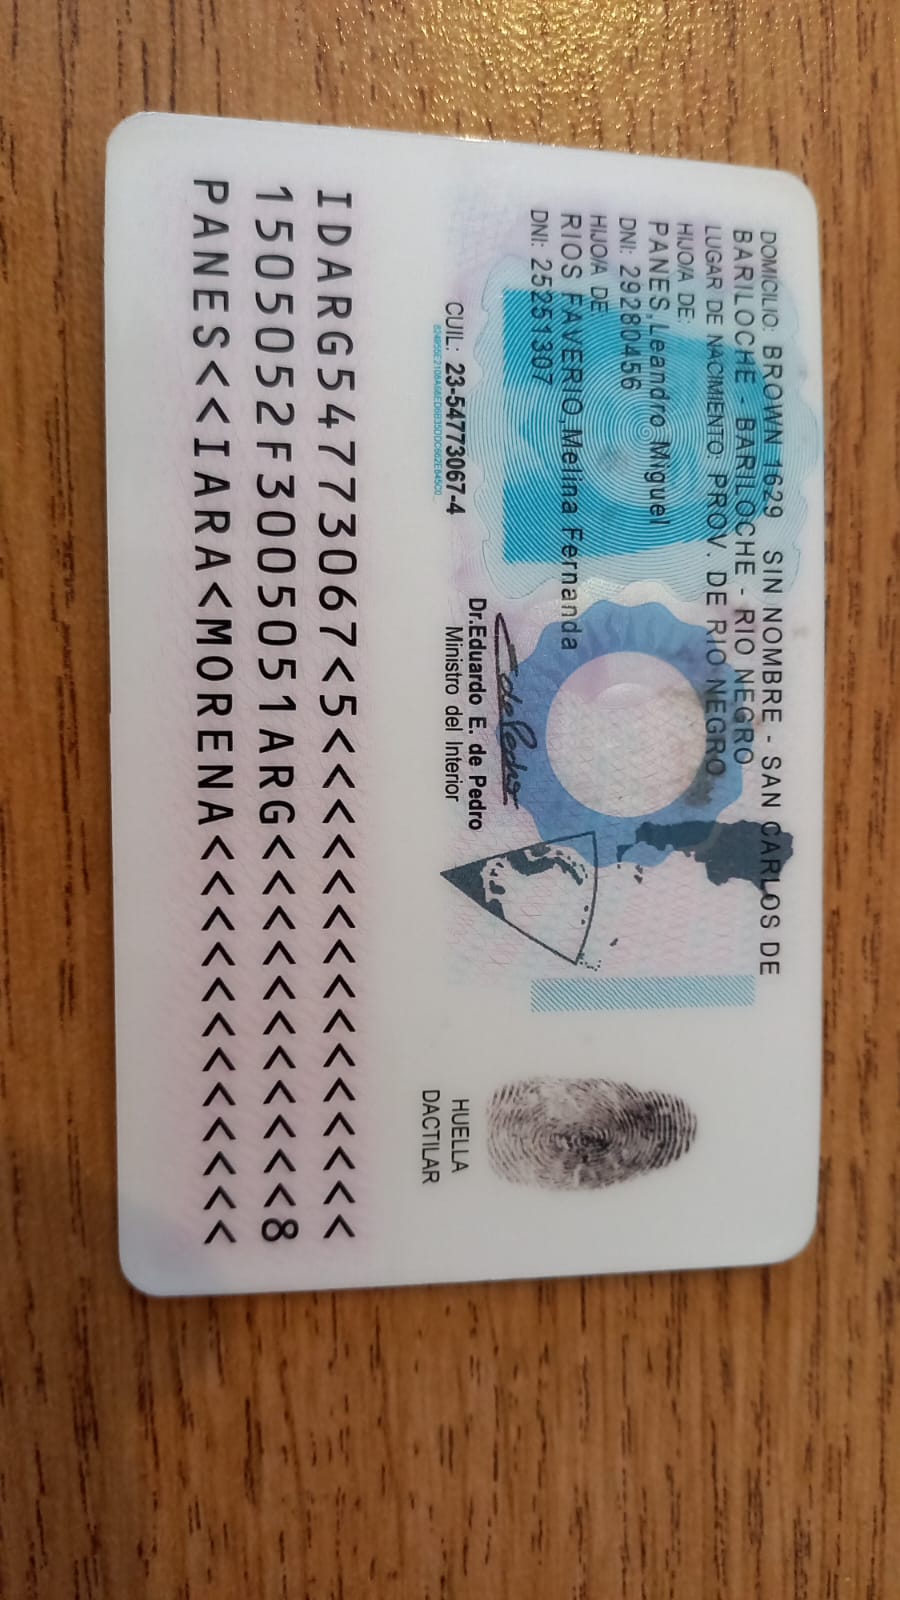 DOMICILIO: BROWN 1629 SIN NOMBRE - SAN CARLOS DE
BARILOCHE - BARILOCHE - RIO NEGRO
LUGAR DE NACIMIENTO: PROV. DE RIO NEGRO
HIJO/A DE:
PANES,Leandro Miguel
DNI: 29280456
HIJO/A DE
RIOS FAVERIO,Melina Fernanda
DNI: 25251307
CUIL: 23-54773067-4
Dr.Eduardo E. de Pedro
Ministro del Interior
HUELLA
DACTILAR
IDARG54773067<5<<<<<<<<<<<<<<<
1505052F3005051ARG<<<<<<<<<<<8
PANES<<IARA<MORENA<<<<<<<<<<<<